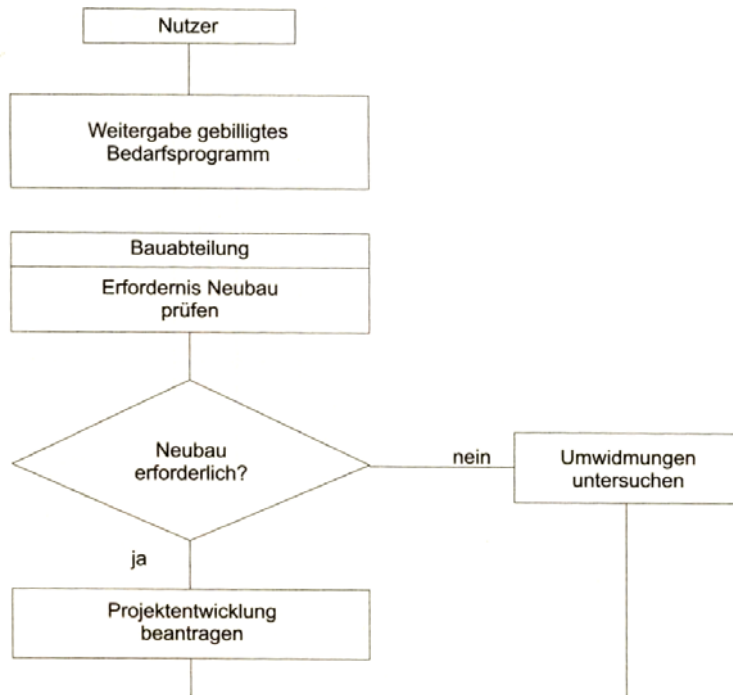 Nutzer
Weitergabe gebilligtes
Bedarfsprogramm
Bauabteilung
Erfordernis Neubau
prüfen
Neubau
erforderlich?
nein
Umwidmungen
untersuchen
ja
Projektentwicklung
beantragen